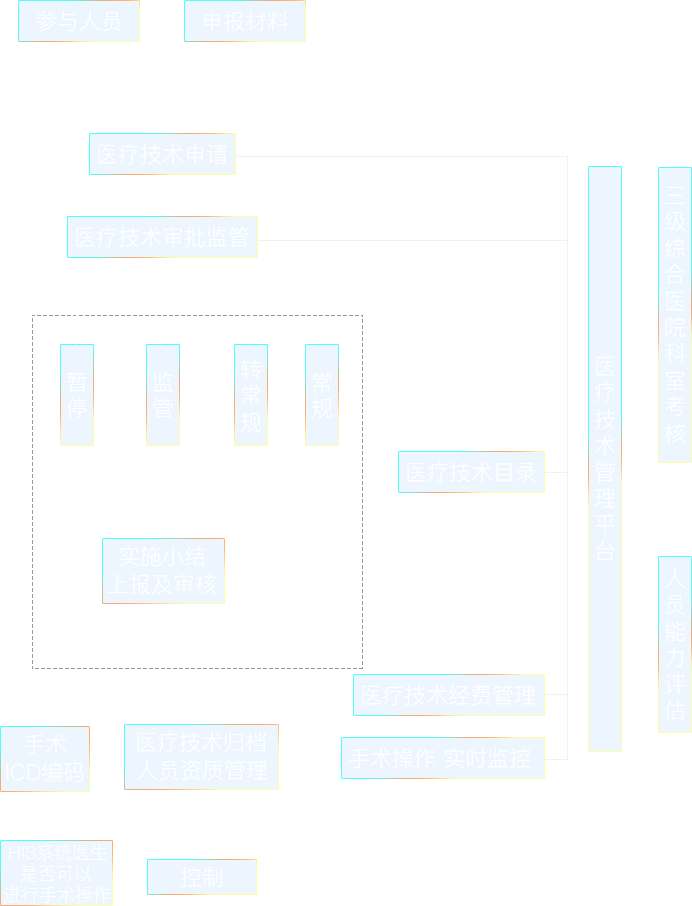 参与人员
申报材料
医疗技术申请
医疗技术审批监管
暂停
监管
转常规
常规
医疗技术目录
实施小结
上报及审核
医疗技术经费管理
手术操作 实时监控
手术
ICD编码
医疗技术归档
人员资质管理
HIS系统医生
是否可以
进行手术操作
控制
医疗技术管理平台
三级综合医院科室考核
人员能力评估